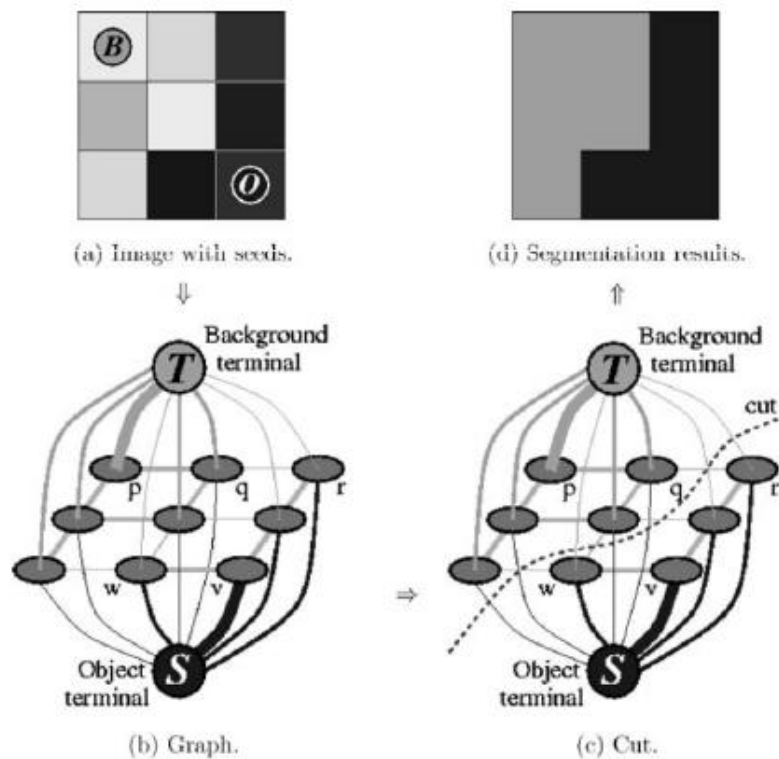 B
O
(a) Image with seeds.
(d) Segmentation results.
⇓
⇑
Background
terminal
T
p
q
r
w
v
S
Object
terminal
(b) Graph.
⇒
Background
terminal
T
cut
p
q
r
w
v
S
Object
terminal
(c) Cut.